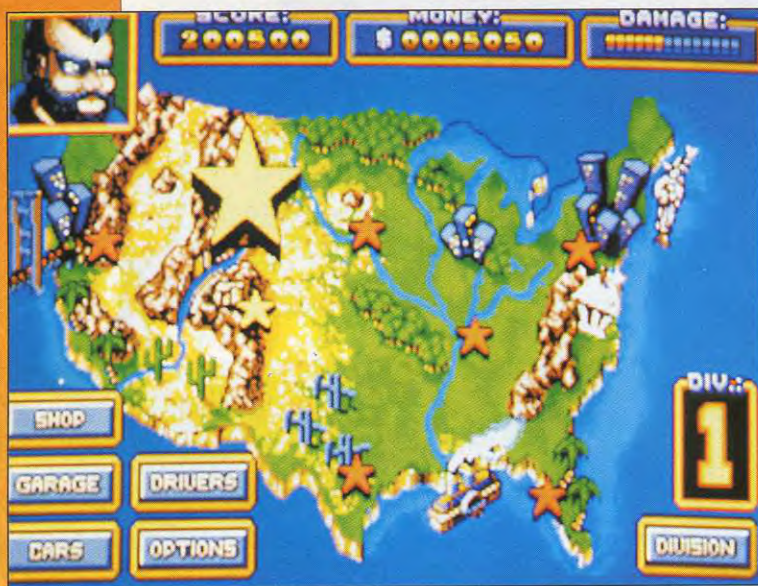 SCORE: MONEY: DAMAGE:
200500 $ 0005050
DIV.:
1
SHOP
GARAGE DRIVERS
CARS OPTIONS DIVISION